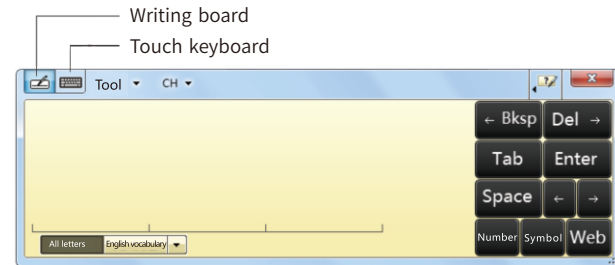 Writing board
Touch keyboard
Tool CH
← Bksp Del →
Tab Enter
Space ← →
Number Symbol Web
All letters English vocabulary